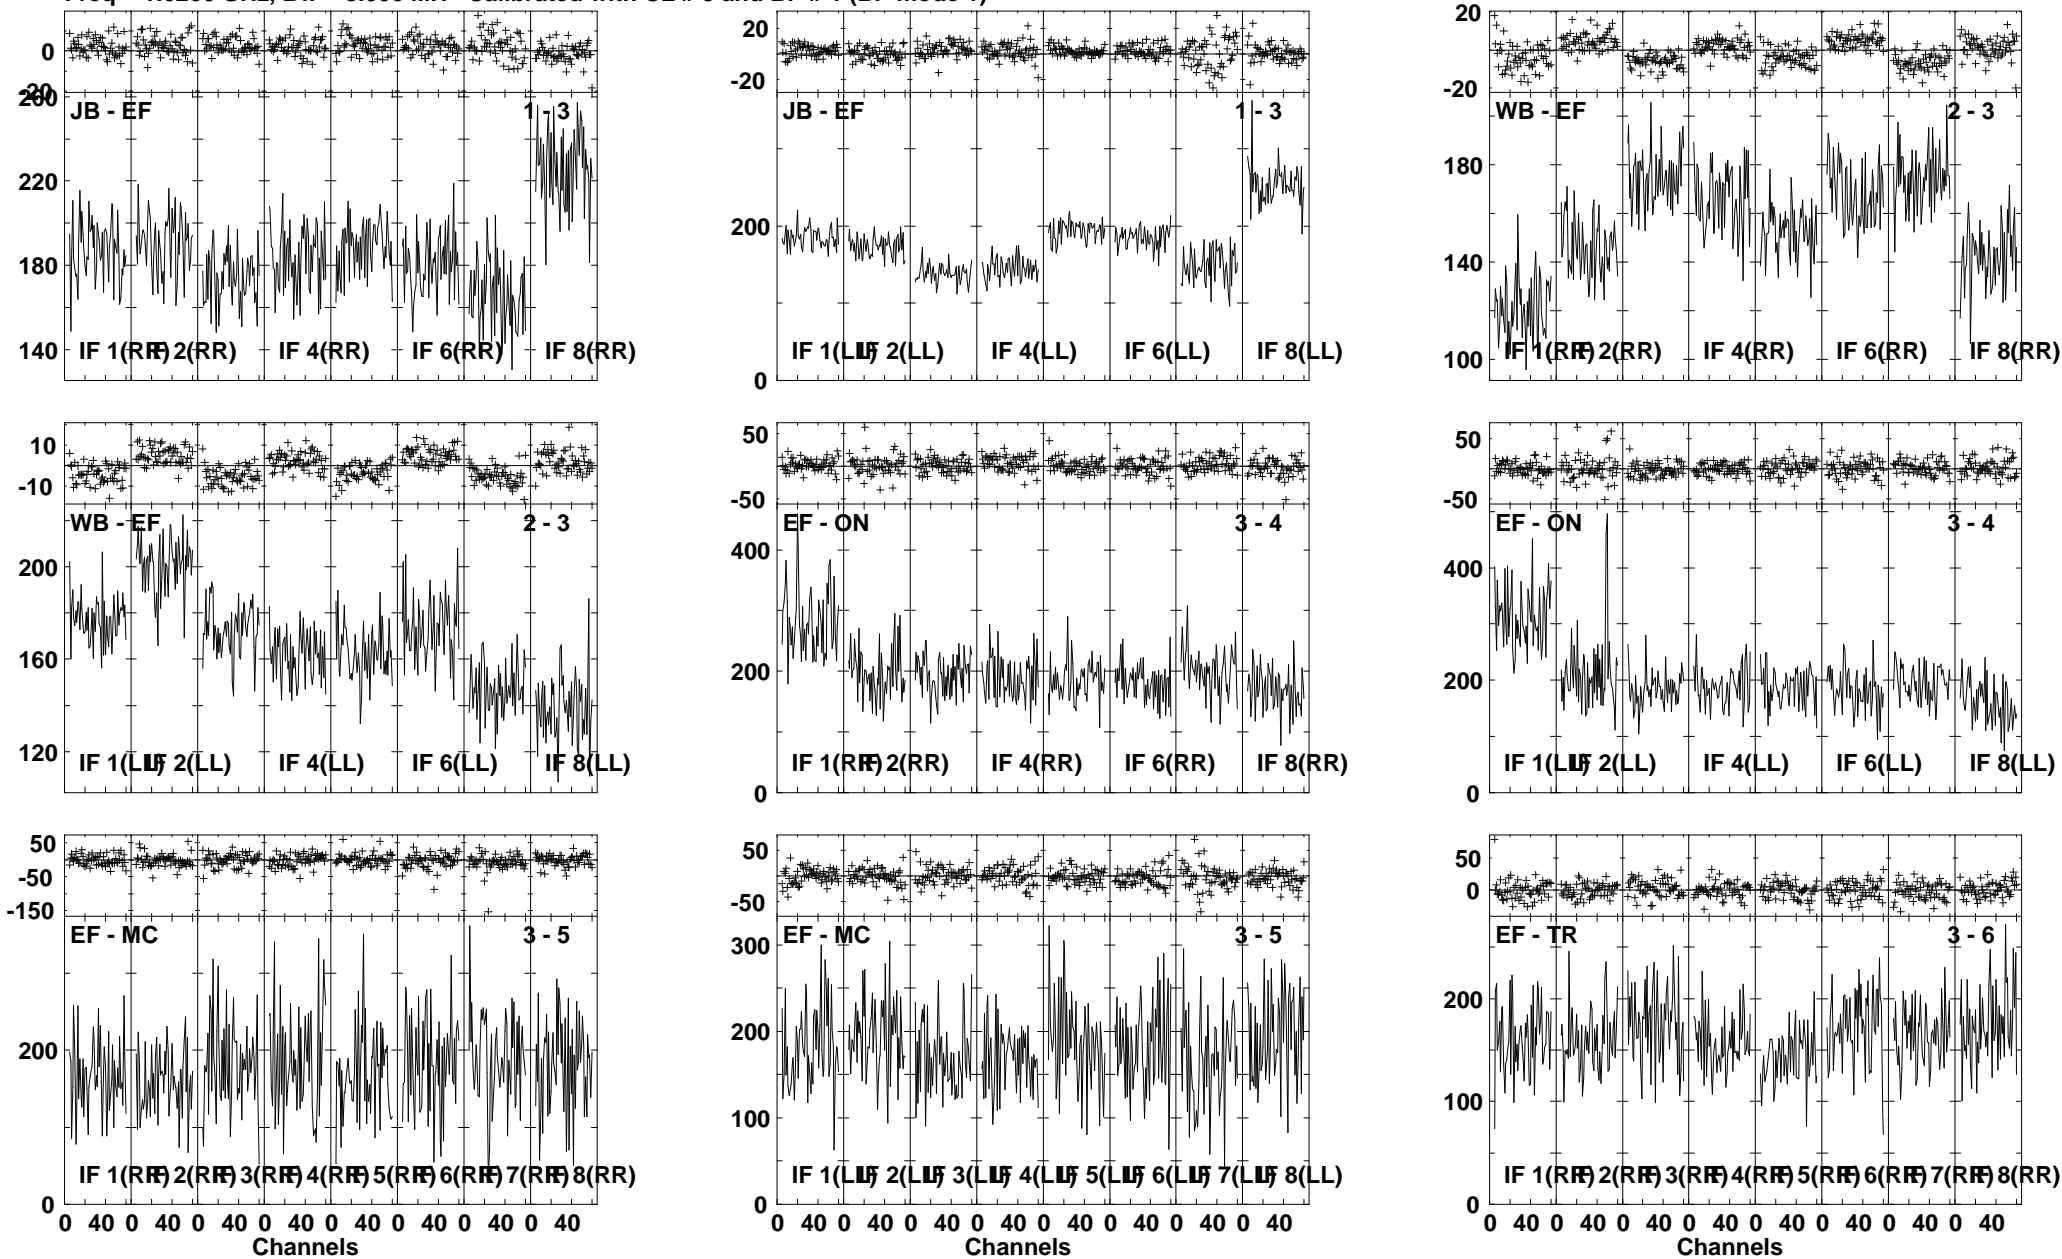 Calibrated with CL # and BP # 1 (BP mode 1)
0
20
260
220
180
140
JB - EF
1 - 3
IF 1(RR)
IF 2(RR)
IF 4(RR)
IF 6(RR)
IF 8(RR)
20
-20
200
0
JB - EF
1 - 3
IF 1(LL)
IF 2(LL)
IF 4(LL)
IF 6(LL)
IF 8(LL)
20
0
-20
180
140
100
WB - EF
2 - 3
IF 1(RR)
IF 2(RR)
IF 4(RR)
IF 6(RR)
IF 8(RR)
10
-10
200
160
120
WB - EF
2 - 3
IF 1(LL)
IF 2(LL)
IF 4(LL)
IF 6(LL)
IF 8(LL)
50
-50
400
200
0
EF - ON
3 - 4
IF 1(RR)
IF 2(RR)
IF 4(RR)
IF 6(RR)
IF 8(RR)
50
-50
400
200
0
EF - ON
3 - 4
IF 1(LL)
IF 2(LL)
IF 4(LL)
IF 6(LL)
IF 8(LL)
50
-50
-150
200
0
EF - MC
3 - 5
IF 1(RR)
IF 2(RR)
IF 3(RR)
IF 4(RR)
IF 5(RR)
IF 6(RR)
IF 7(RR)
IF 8(RR)
0 40 0 40 0 40 0 40 0 40 0 40 0 40 0 40
Channels
50
-50
300
200
100
0
EF - MC
3 - 5
IF 1(LL)
IF 2(LL)
IF 3(LL)
IF 4(LL)
IF 5(LL)
IF 6(LL)
IF 7(LL)
IF 8(LL)
0 40 0 40 0 40 0 40 0 40 0 40 0 40 0 40
Channels
50
0
200
100
0
EF - TR
3 - 6
IF 1(RR)
IF 2(RR)
IF 3(RR)
IF 4(RR)
IF 5(RR)
IF 6(RR)
IF 7(RR)
IF 8(RR)
0 40 0 40 0 40 0 40 0 40 0 40 0 40 0 40
Channels